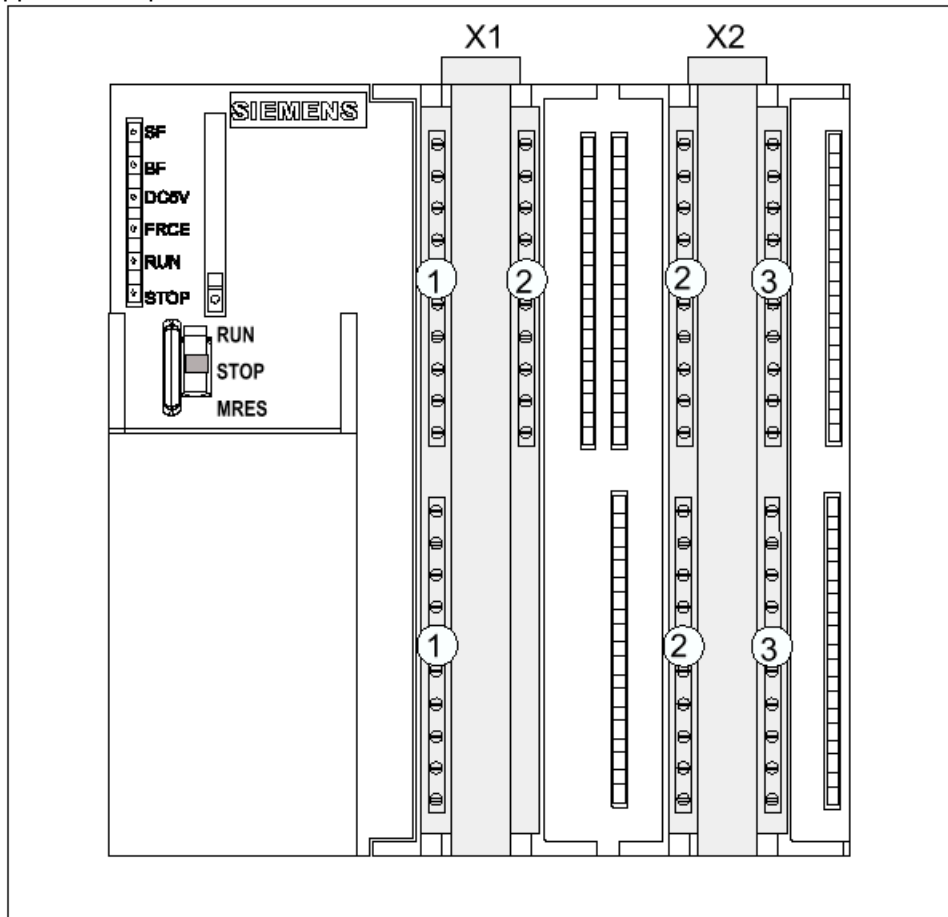 X1 X2
SIEMENS
SF
BF
DC5V
FRCE
RUN
STOP
RUN
STOP
MRES
1 2 2 3
1 2 3